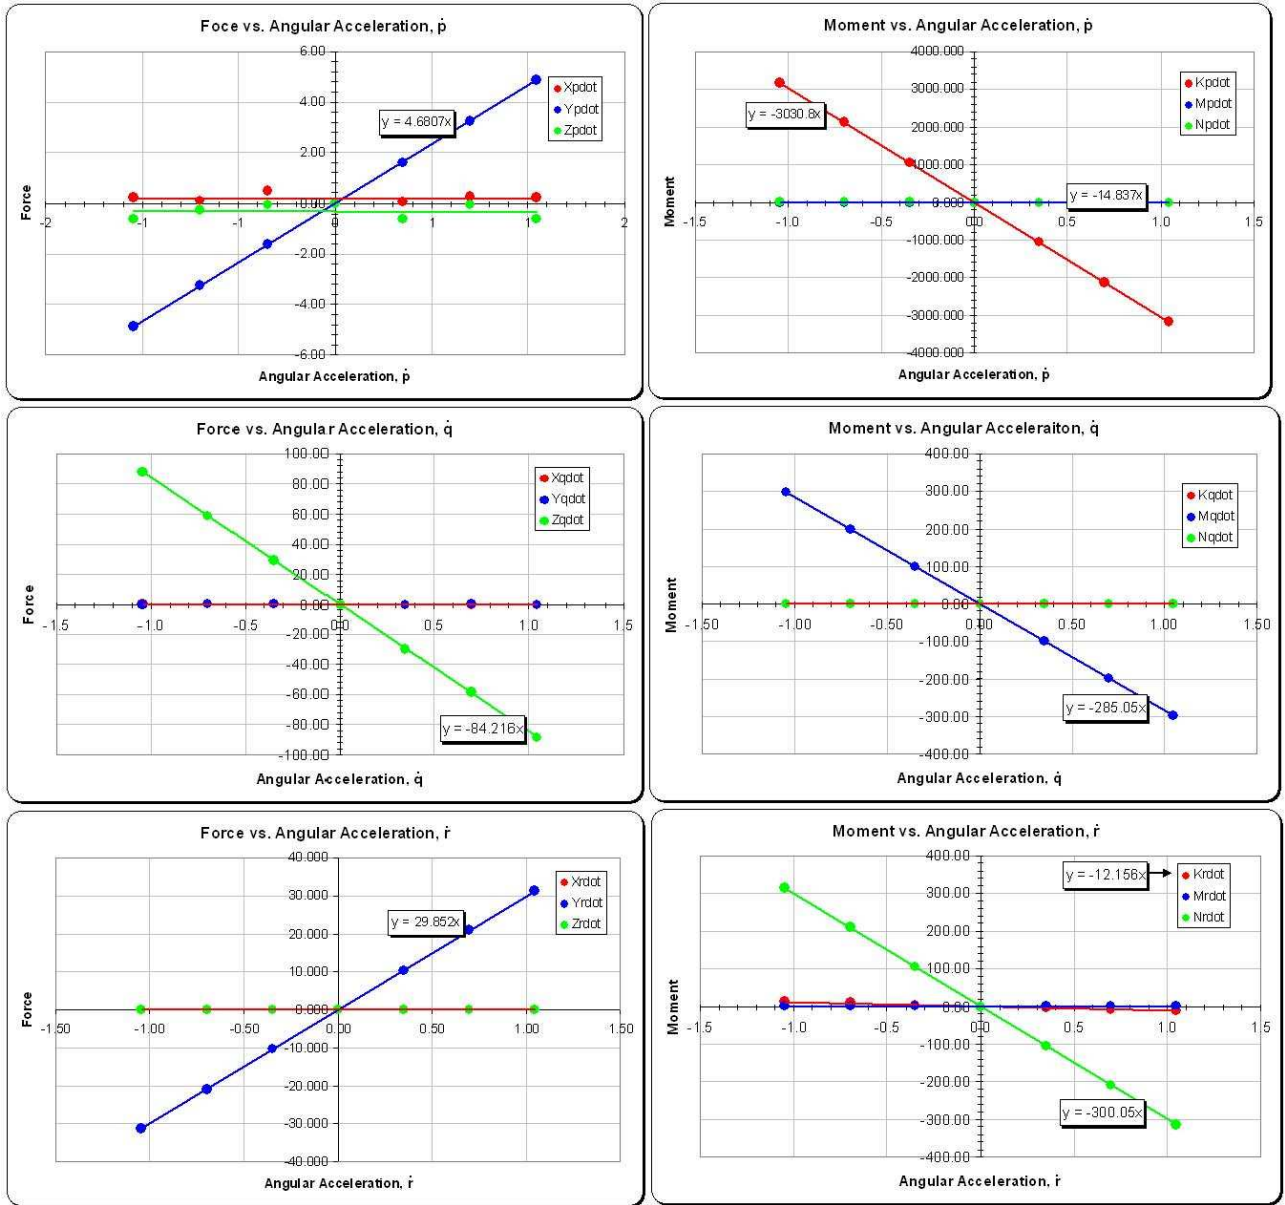 Foce vs. Angular Acceleration, ṗ
6.00
4.00
2.00
0.00
-2.00
-4.00
-6.00
-2 -1 -1 0 1 1 2
Force
Angular Acceleration, ṗ
y = 4.6807x
Xpdot
Ypdot
Zpdot
Moment vs. Angular Acceleration, ṗ
4000.000
3000.000
2000.000
1000.000
0.000
-1000.000
-2000.000
-3000.000
-4000.000
-1.5 -1.0 -0.5 0.0 0.5 1.0 1.5
Moment
Angular Acceleration, ṗ
y = -3030.8x
y = -14.837x
Kpdot
Mpdot
Npdot
Force vs. Angular Acceleration, q̇
100.00
80.00
60.00
40.00
20.00
0.00
-20.00
-40.00
-60.00
-80.00
-100.00
-1.5 -1.0 -0.5 0.0 0.5 1.0 1.5
Force
Angular Acceleration, q̇
y = -84.216x
Xqdot
Yqdot
Zqdot
Moment vs. Angular Acceleraiton, q̇
400.00
300.00
200.00
100.00
0.00
-100.00
-200.00
-300.00
-400.00
-1.50 -1.00 -0.50 0.00 0.50 1.00 1.50
Moment
Angular Acceleration, q̇
y = -285.05x
Kqdot
Mqdot
Nqdot
Force vs. Angular Acceleration, ṙ
40.000
30.000
20.000
10.000
0.000
-10.000
-20.000
-30.000
-40.000
-1.50 -1.00 -0.50 0.00 0.50 1.00 1.50
Force
Angular Acceleration, ṙ
y = 29.852x
Xrdot
Yrdot
Zrdot
Moment vs. Angular Acceleration, ṙ
400.00
300.00
200.00
100.00
0.00
-100.00
-200.00
-300.00
-400.00
-1.5 -1.0 -0.5 0.0 0.5 1.0 1.5
Moment
Angular Acceleration, ṙ
y = -12.156x
y = -300.05x
Krdot
Mrdot
Nrdot